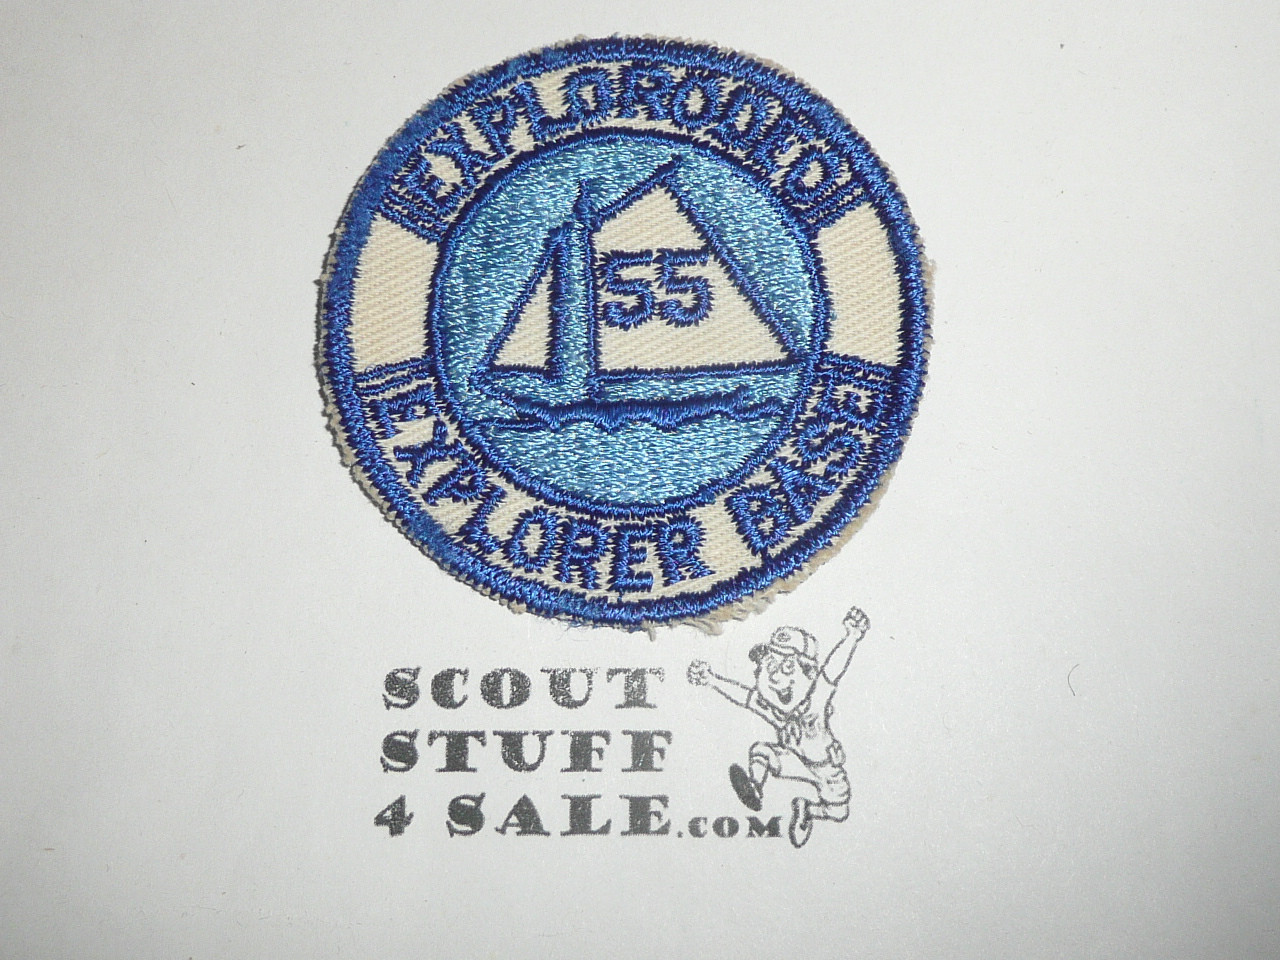 EXPLORODEO
55
EXPLORER BASE
SCOUT
STUFF
4 SALE.COM